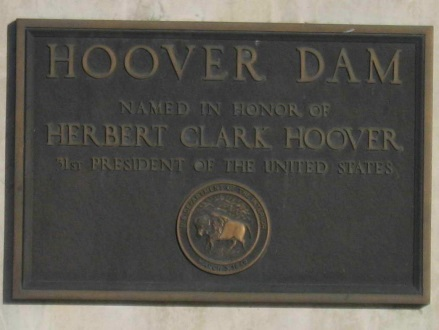 HOOVER DAM
NAMED IN HONOR OF
HERBERT CLARK HOOVER
31ST PRESIDENT OF THE UNITED STATES